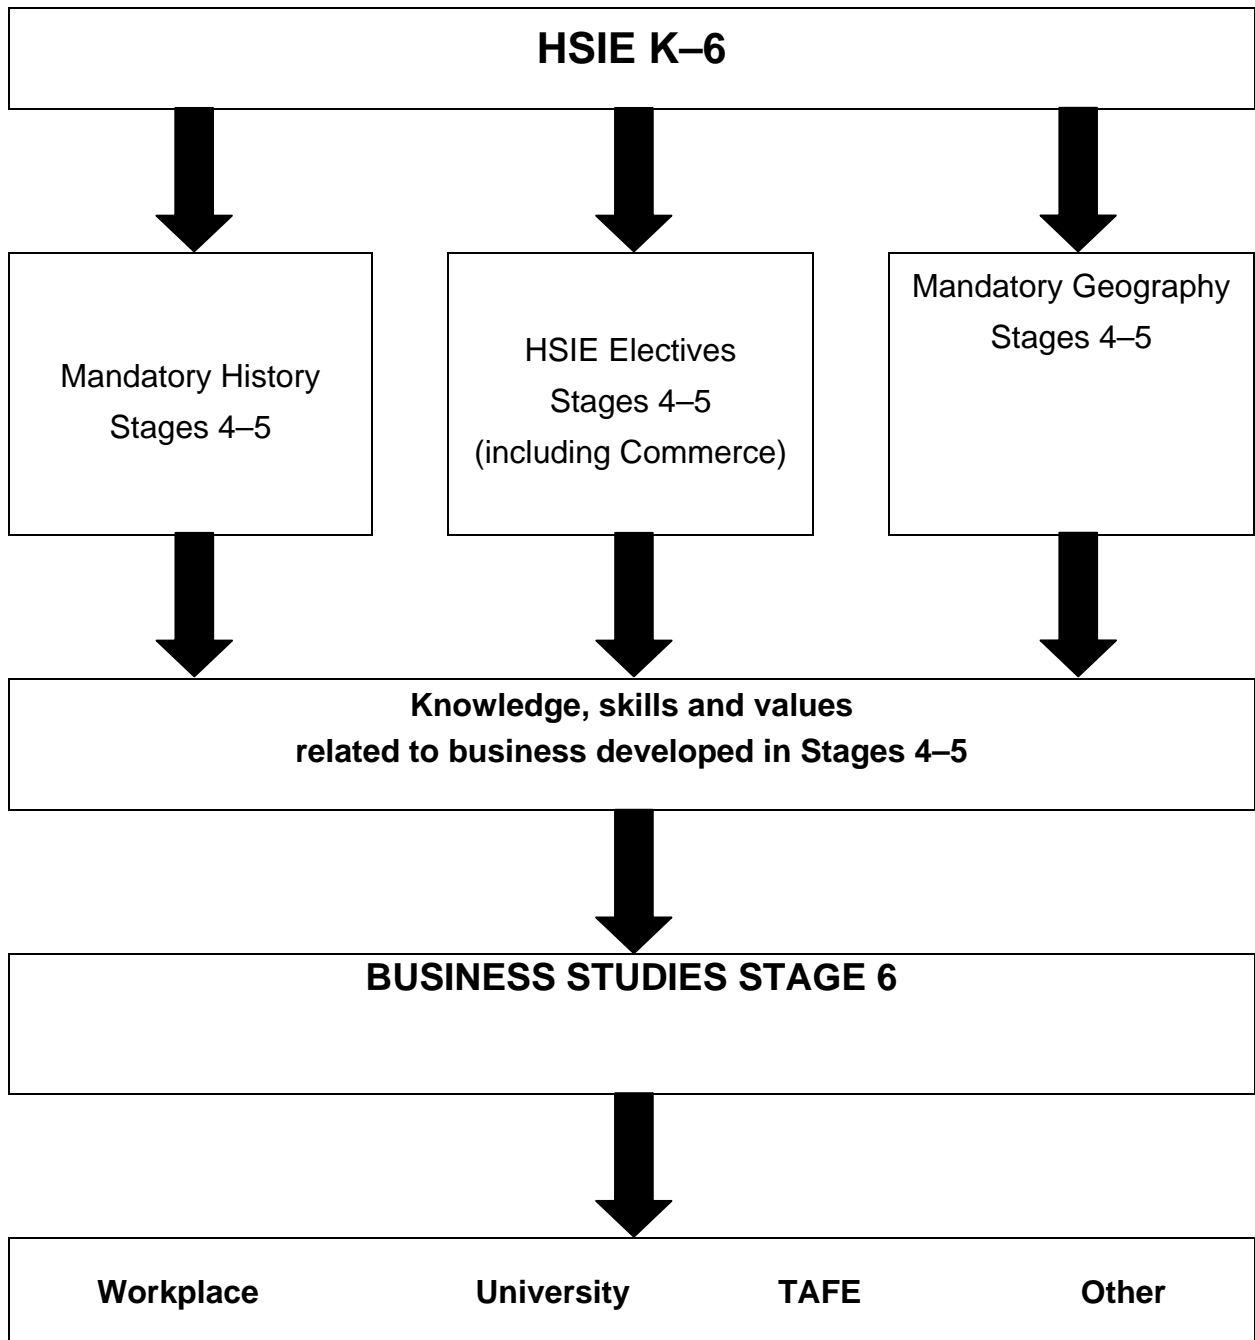 HSIE K–6
Mandatory History
Stages 4–5
HSIE Electives
Stages 4–5
(including Commerce)
Mandatory Geography
Stages 4–5
Knowledge, skills and values
related to business developed in Stages 4–5
BUSINESS STUDIES STAGE 6
Workplace University TAFE Other